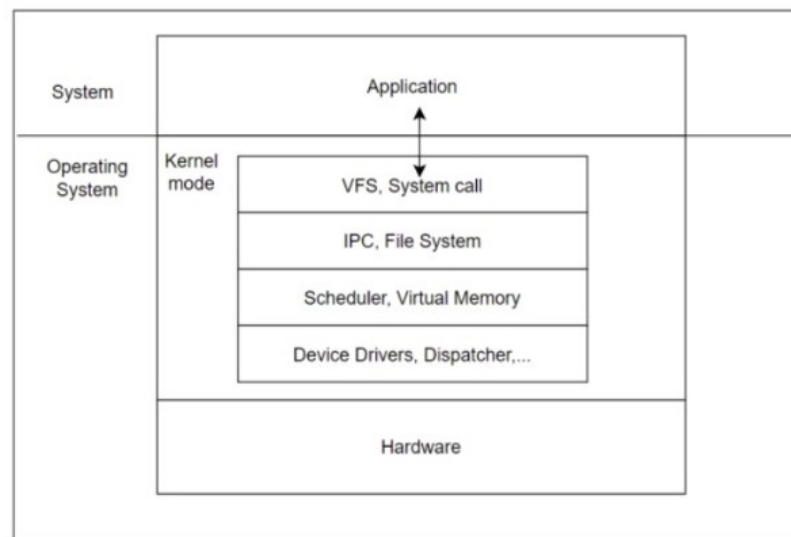 System
Application
Operating
System
Kernel
mode
VFS, System call
IPC, File System
Scheduler, Virtual Memory
Device Drivers, Dispatcher,...
Hardware